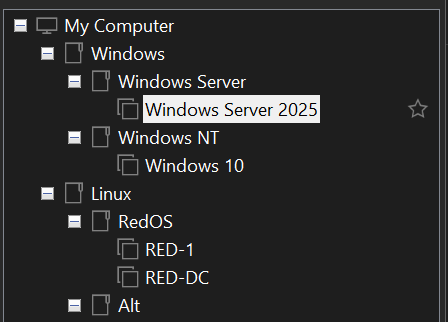 My Computer
Windows
Windows Server
Windows Server 2025
Windows NT
Windows 10
Linux
RedOS
RED-1
RED-DC
Alt